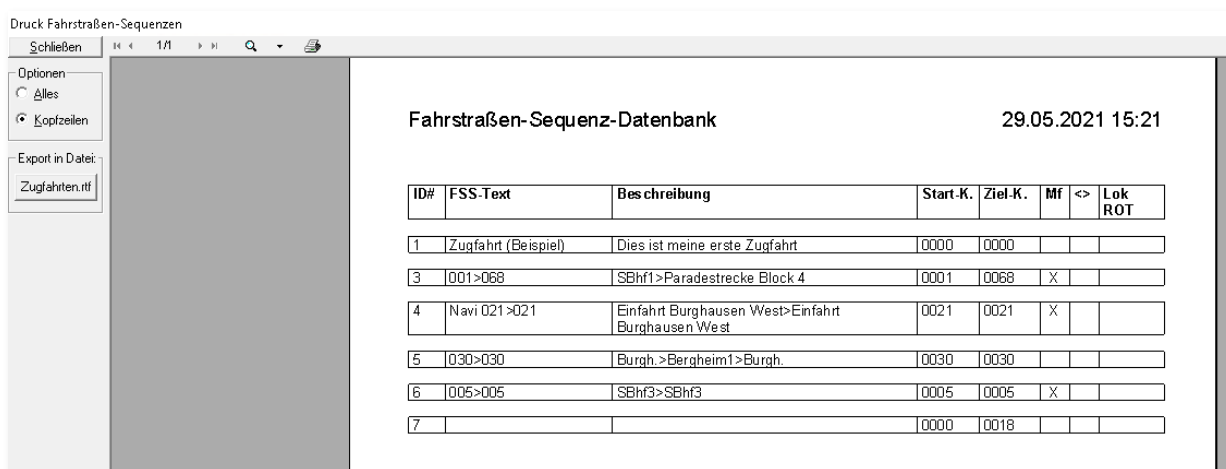 Druck Fahrstraßen-Sequenzen
Schließen 1/1
Optionen
Alles
Kopfzeilen
Export in Datei:
Zugfahrten.rtf
Fahrstraßen-Sequenz-Datenbank 29.05.2021 15:21
ID# FSS-Text Beschreibung Start-K. Ziel-K. Mf <> Lok
ROT
1 Zugfahrt (Beispiel) Dies ist meine erste Zugfahrt 0000 0000
3 001>068 SBhf1>Paradestrecke Block 4 0001 0068 X
4 Navi 021>021 Einfahrt Burghausen West>Einfahrt 0021 0021 X
Burghausen West
5 030>030 Burgh.>Bergheim1>Burgh. 0030 0030
6 005>005 SBhf3>SBhf3 0005 0005 X
7 0000 0018